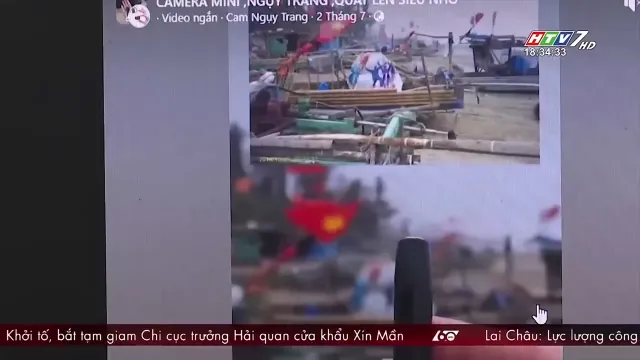 CAMERA MINI ,NGỤY TRANG ,QUAY LÉN SIÊU NHỎ
· Video ngắn · Cam Ngụy Trang · 2 Tháng 7 ·
HTV7 HD
18:34:33
Khởi tố, bắt tạm giam Chi cục trưởng Hải quan cửa khẩu Xín Mần
60
Lai Châu: Lực lượng công